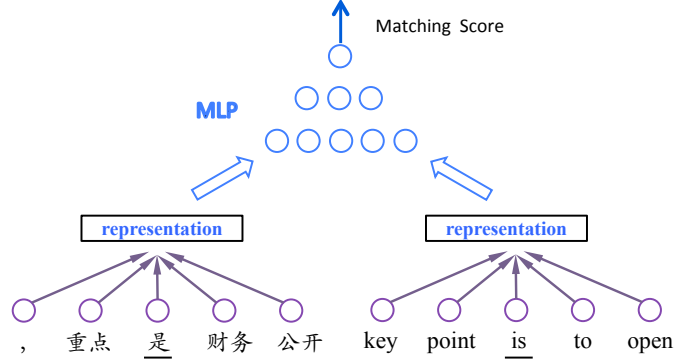 Matching Score
MLP
representation representation
, 重点 是 财务 公开 key point is to open